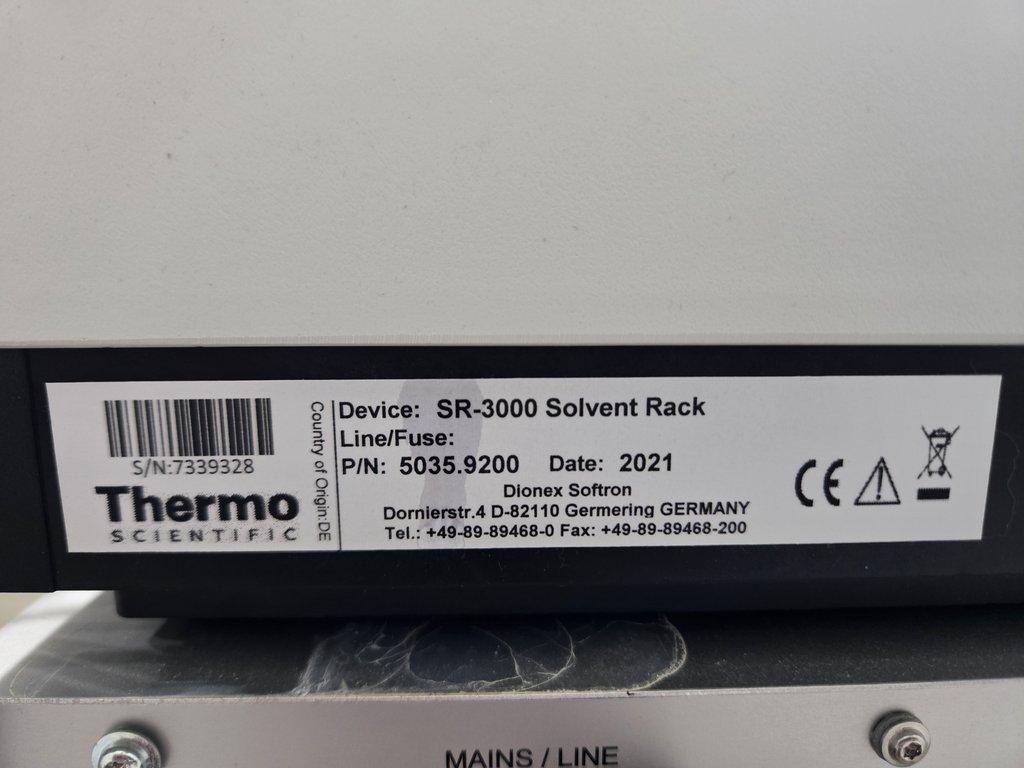 S/N:7339328
Thermo
SCIENTIFIC
Country of Origin:DE
Device: SR-3000 Solvent Rack
Line/Fuse:
P/N: 5035.9200 Date: 2021
Dionex Softron
Dornierstr.4 D-82110 Germering GERMANY
Tel.: +49-89-89468-0 Fax: +49-89-89468-200
CE
MAINS / LINE